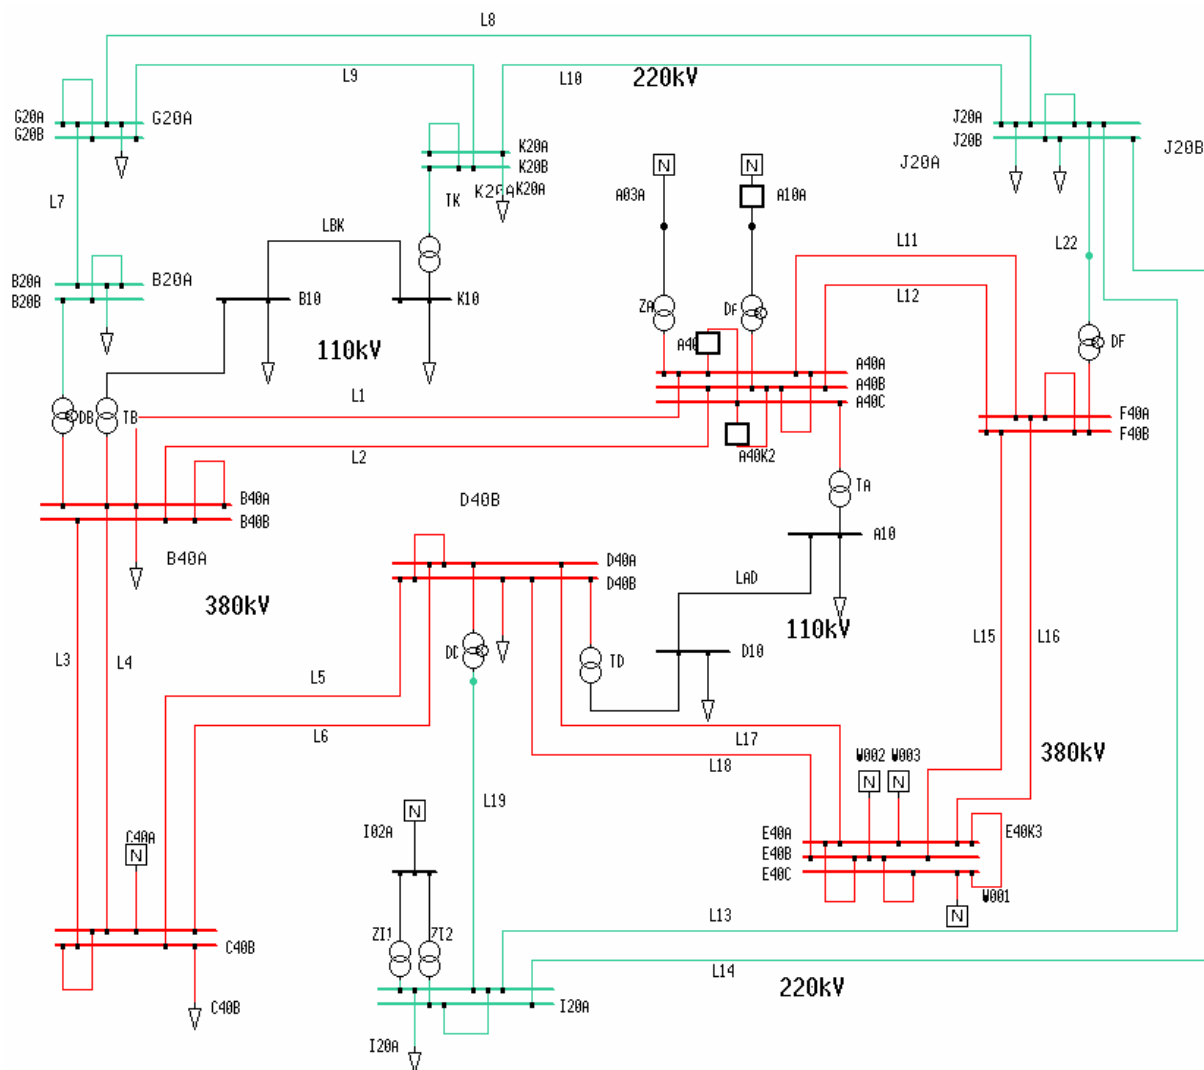 L8
L9
L10
220kV
G20A
G20B
G20A
K20A
K20B
K20A
K20A
J20A
J20B
J20A
J20B
N
N
A03A
A10A
L7
TK
LBK
L11
L12
L22
B20A
B20B
B20A
B10
K10
110kV
ZA
DF
DF
A40A
A40B
A40C
L1
L2
DB
TB
A40K2
F40A
F40B
B40A
B40B
B40A
D40B
TA
A10
380kV
D40A
D40B
LAD
110kV
L3
L4
L5
L6
DC
TD
D10
L15
L16
L17
L18
380kV
W002
W003
N
N
L19
N
I02A
C40A
N
E40A
E40B
E40C
E40K3
W001
N
L13
ZI1
ZI2
C40B
L14
220kV
I20A
C40B
I20A